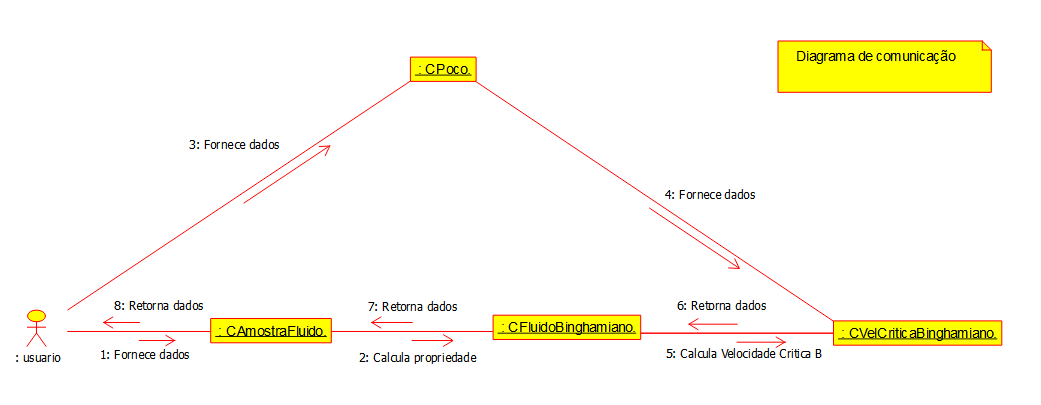 Diagrama de comunicação
: CPoco.
3: Fornece dados
4: Fornece dados
8: Retorna dados
7: Retorna dados
6: Retorna dados
: CAmostraFluido.
: CFluidoBinghamiano.
: CVelCriticaBinghamiano.
: usuario
1: Fornece dados
2: Calcula propriedade
5: Calcula Velocidade Critica B